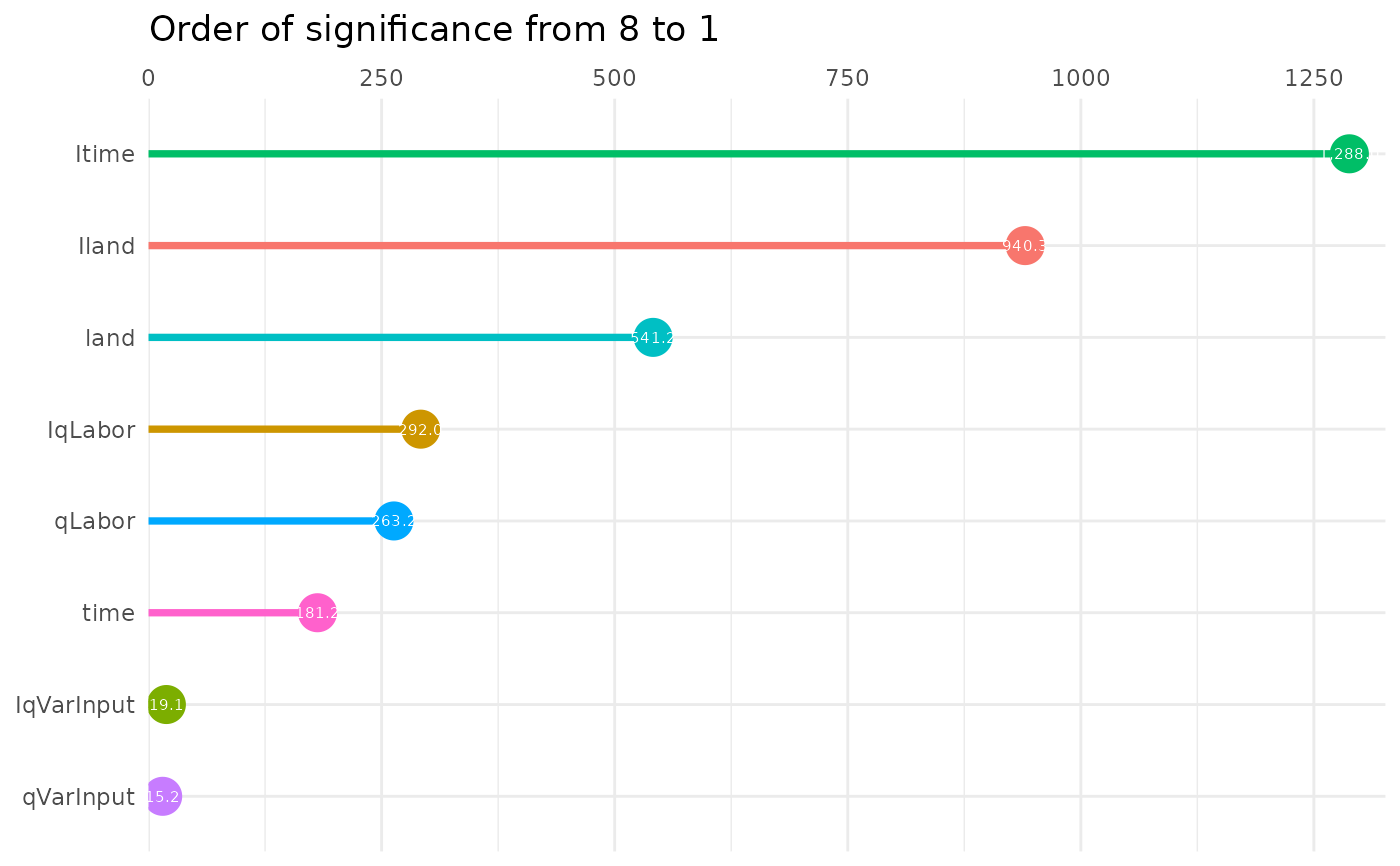 Order of significance from 8 to 1
0 250 500 750 1000 1250
ltime 288.
lland 940.3
land 541.2
lqLabor 292.0
qLabor 263.2
time 181.2
lqVarInput 19.1
qVarInput 15.2